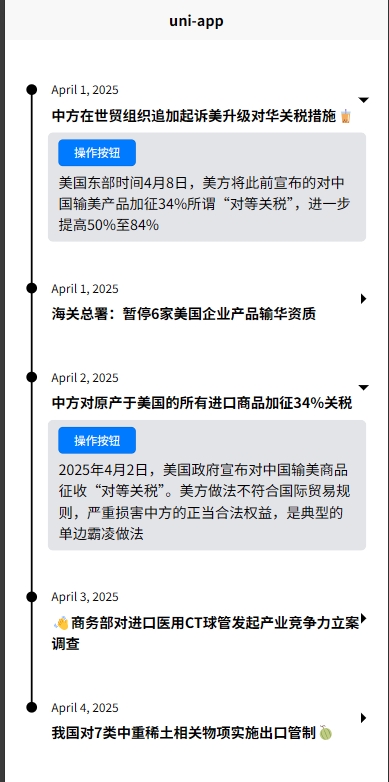 uni-app
April 1, 2025
中方在世贸组织追加起诉美升级对华关税措施🧋
操作按钮
美国东部时间4月8日，美方将此前宣布的对中
国输美产品加征34%所谓“对等关税”，进一步
提高50%至84%
April 1, 2025
海关总署：暂停6家美国企业产品输华资质
April 2, 2025
中方对原产于美国的所有进口商品加征34%关税
操作按钮
2025年4月2日，美国政府宣布对中国输美商品
征收“对等关税”。美方做法不符合国际贸易规
则，严重损害中方的正当合法权益，是典型的
单边霸凌做法
April 3, 2025
👋商务部对进口医用CT球管发起产业竞争力立案
调查
April 4, 2025
我国对7类中重稀土相关物项实施出口管制🍈